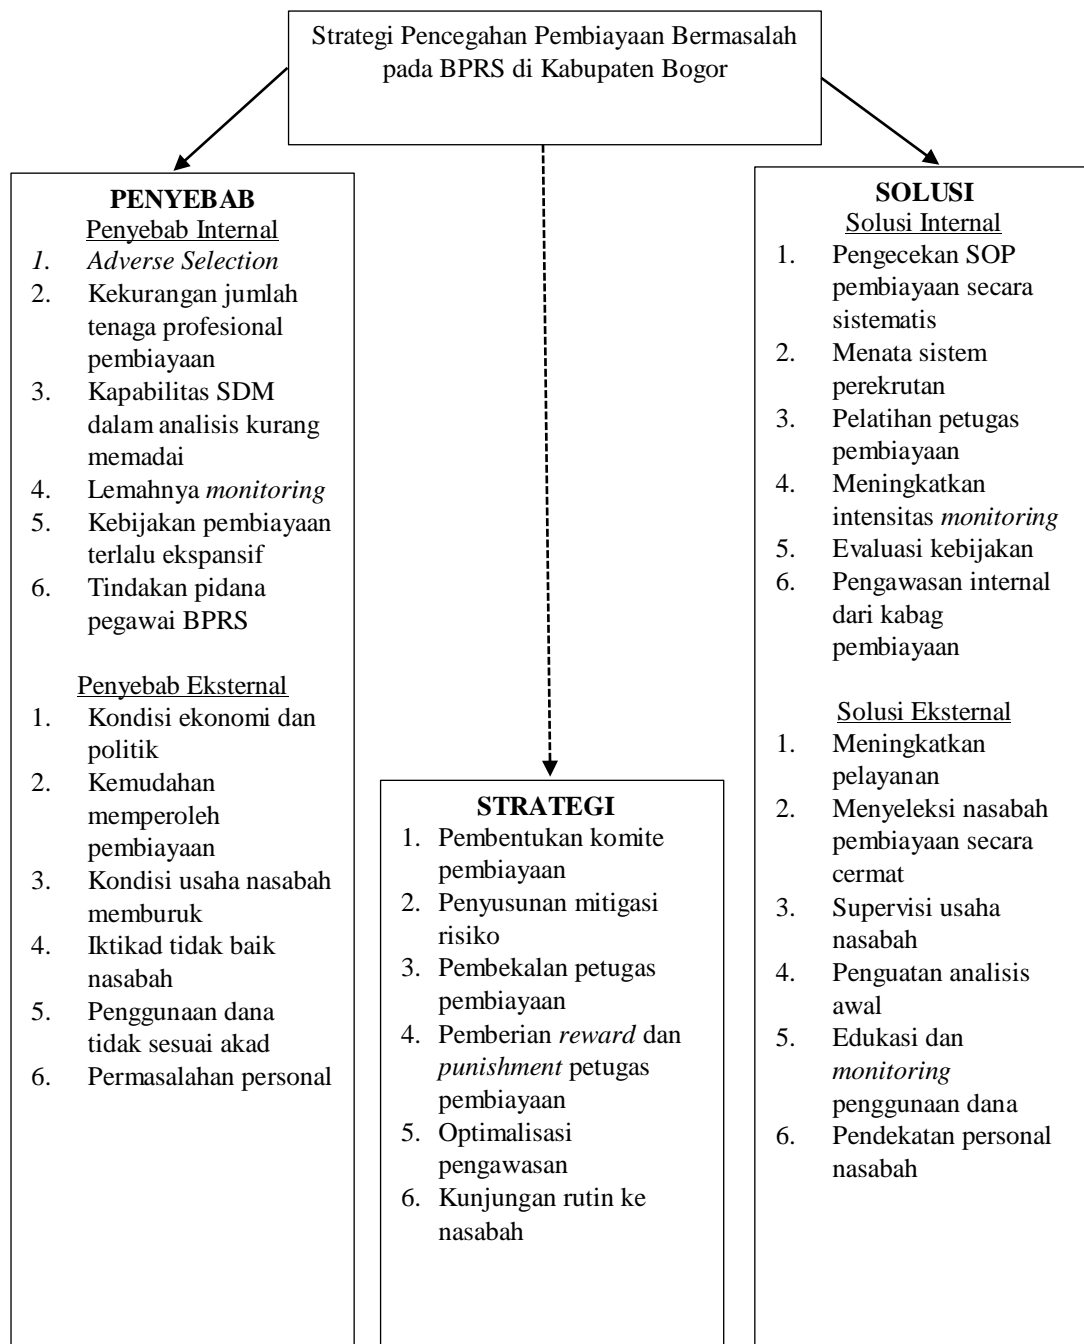 Strategi Pencegahan Pembiayaan Bermasalah
pada BPRS di Kabupaten Bogor
PENYEBAB
Penyebab Internal
1. Adverse Selection
2. Kekurangan jumlah
tenaga profesional
pembiayaan
3. Kapabilitas SDM
dalam analisis kurang
memadai
4. Lemahnya monitoring
5. Kebijakan pembiayaan
terlalu ekspansif
6. Tindakan pidana
pegawai BPRS
Penyebab Eksternal
1. Kondisi ekonomi dan
politik
2. Kemudahan
memperoleh
pembiayaan
3. Kondisi usaha nasabah
memburuk
4. Iktikad tidak baik
nasabah
5. Penggunaan dana
tidak sesuai akad
6. Permasalahan personal
STRATEGI
1. Pembentukan komite
pembiayaan
2. Penyusunan mitigasi
risiko
3. Pembekalan petugas
pembiayaan
4. Pemberian reward dan
punishment petugas
pembiayaan
5. Optimalisasi
pengawasan
6. Kunjungan rutin ke
nasabah
SOLUSI
Solusi Internal
1. Pengecekan SOP
pembiayaan secara
sistematis
2. Menata sistem
perekrutan
3. Pelatihan petugas
pembiayaan
4. Meningkatkan
intensitas monitoring
5. Evaluasi kebijakan
6. Pengawasan internal
dari kabag
pembiayaan
Solusi Eksternal
1. Meningkatkan
pelayanan
2. Menyeleksi nasabah
pembiayaan secara
cermat
3. Supervisi usaha
nasabah
4. Penguatan analisis
awal
5. Edukasi dan
monitoring
penggunaan dana
6. Pendekatan personal
nasabah